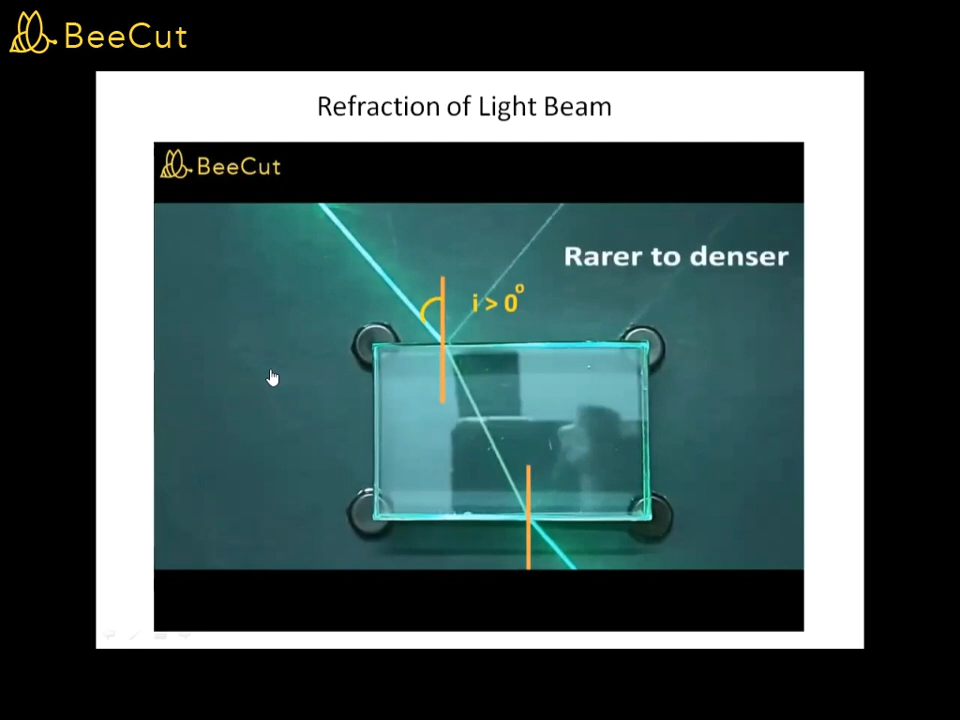 BeeCut
Refraction of Light Beam
BeeCut
Rarer to denser
i > 0°